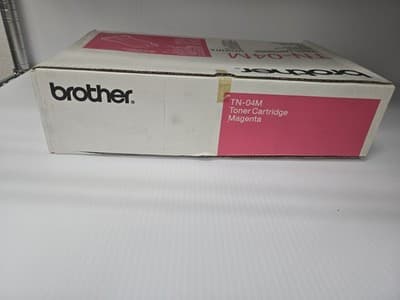 TN-04M
brother
brother.
TN-04M
Toner Cartridge
Magenta